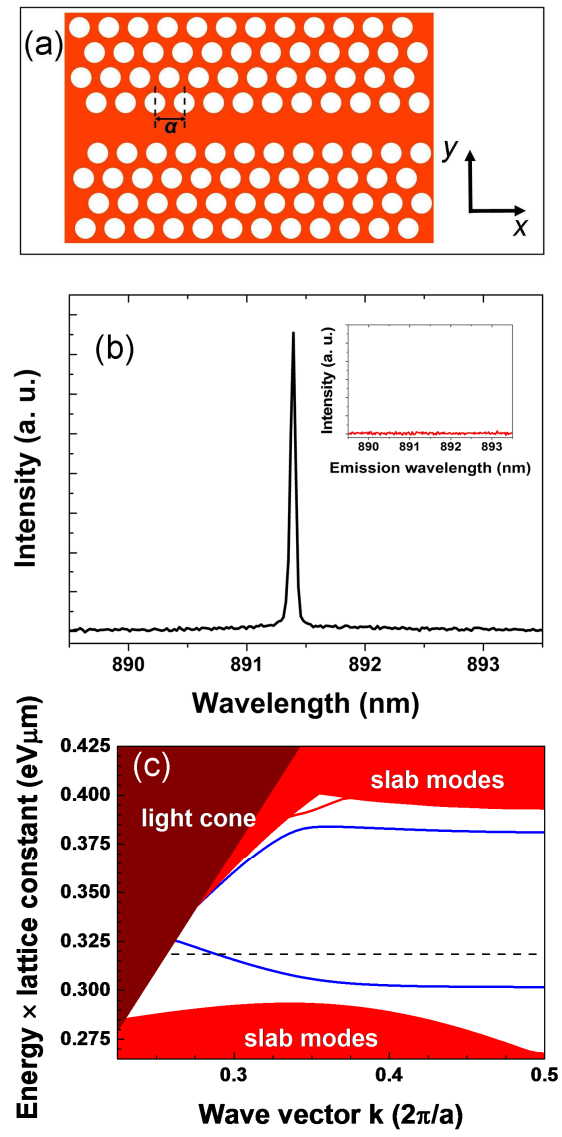 (a)
α
y
x
(b)
Intensity (a. u.)
Intensity (a. u.)
890 891 892 893
Emission wavelength (nm)
890 891 892 893
Wavelength (nm)
(c)
Energy × lattice constant (eVμm)
0.425
0.400
0.375
0.350
0.325
0.300
0.275
slab modes
light cone
slab modes
0.3 0.4 0.5
Wave vector k (2π/a)